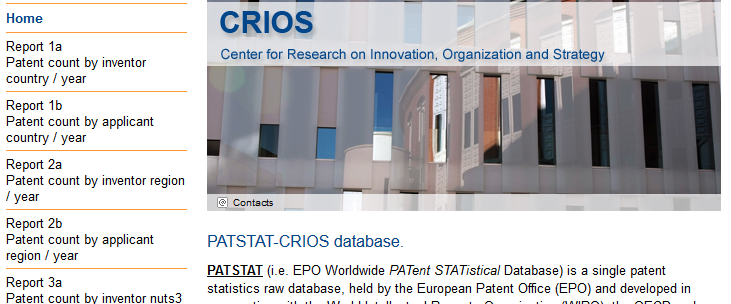 Home
Report 1a
Patent count by inventor
country / year
Report 1b
Patent count by applicant
country / year
Report 2a
Patent count by inventor region
/ year
Report 2b
Patent count by applicant
region / year
Report 3a
Patent count by inventor nuts3
CRIOS
Center for Research on Innovation, Organization and Strategy
Contacts
PATSTAT-CRIOS database.
PATSTAT (i.e. EPO Worldwide PATent STATistical Database) is a single patent
statistics raw database, held by the European Patent Office (EPO) and developed in